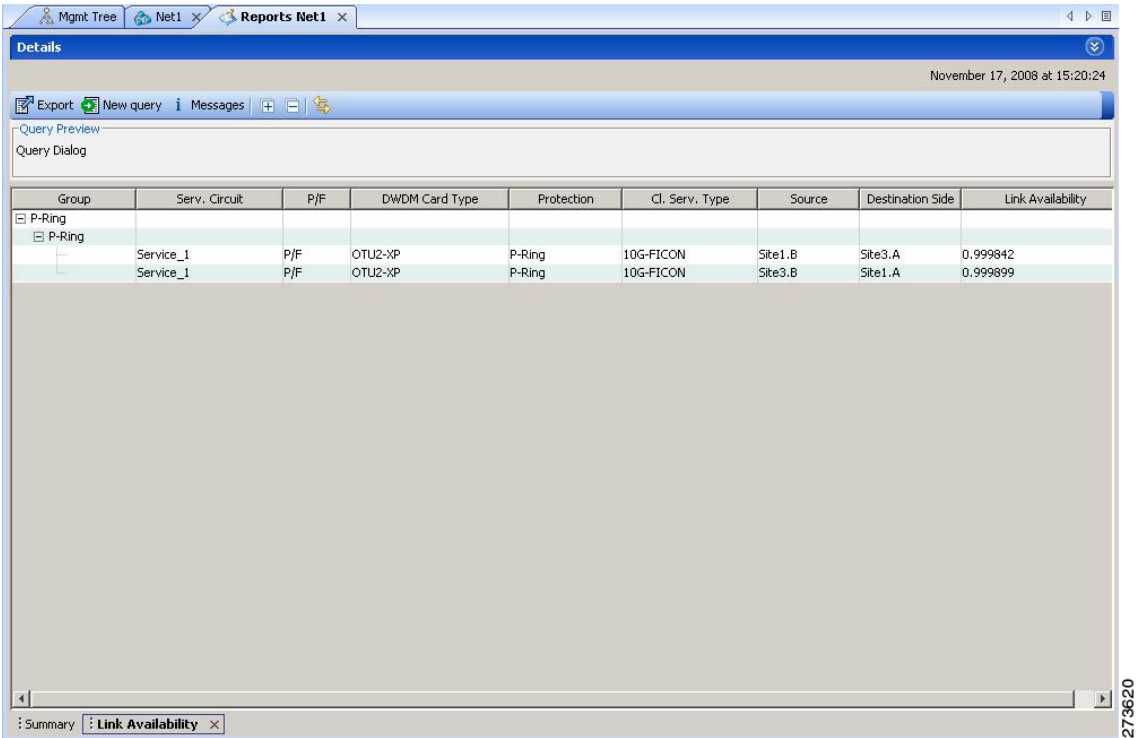 Mgmt Tree Net1 Reports Net1
Details
November 17, 2008 at 15:20:24
Export New query i Messages
Query Preview
Query Dialog
Group Serv. Circuit P/F DWDM Card Type Protection Cl. Serv. Type Source Destination Side Link Availability
P-Ring
P-Ring
Service_1 P/F OTU2-XP P-Ring 10G-FICON Site1.B Site3.A 0.999842
Service_1 P/F OTU2-XP P-Ring 10G-FICON Site3.B Site1.A 0.999899
Summary Link Availability
273620